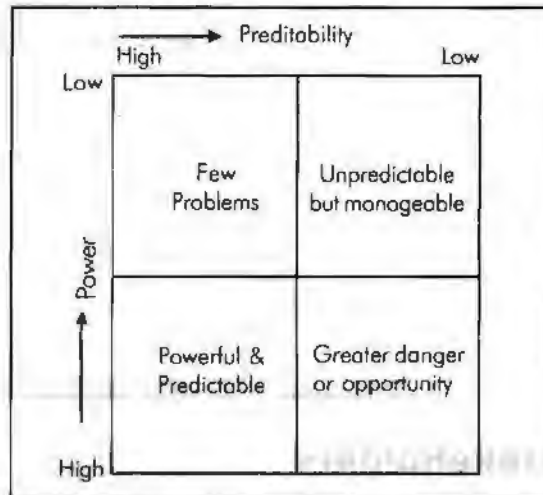 Preditability
High
Low
Low
Few
Problems
Unpredictable
but manageable
Power
Powerful &
Predictable
Greater danger
or opportunity
High